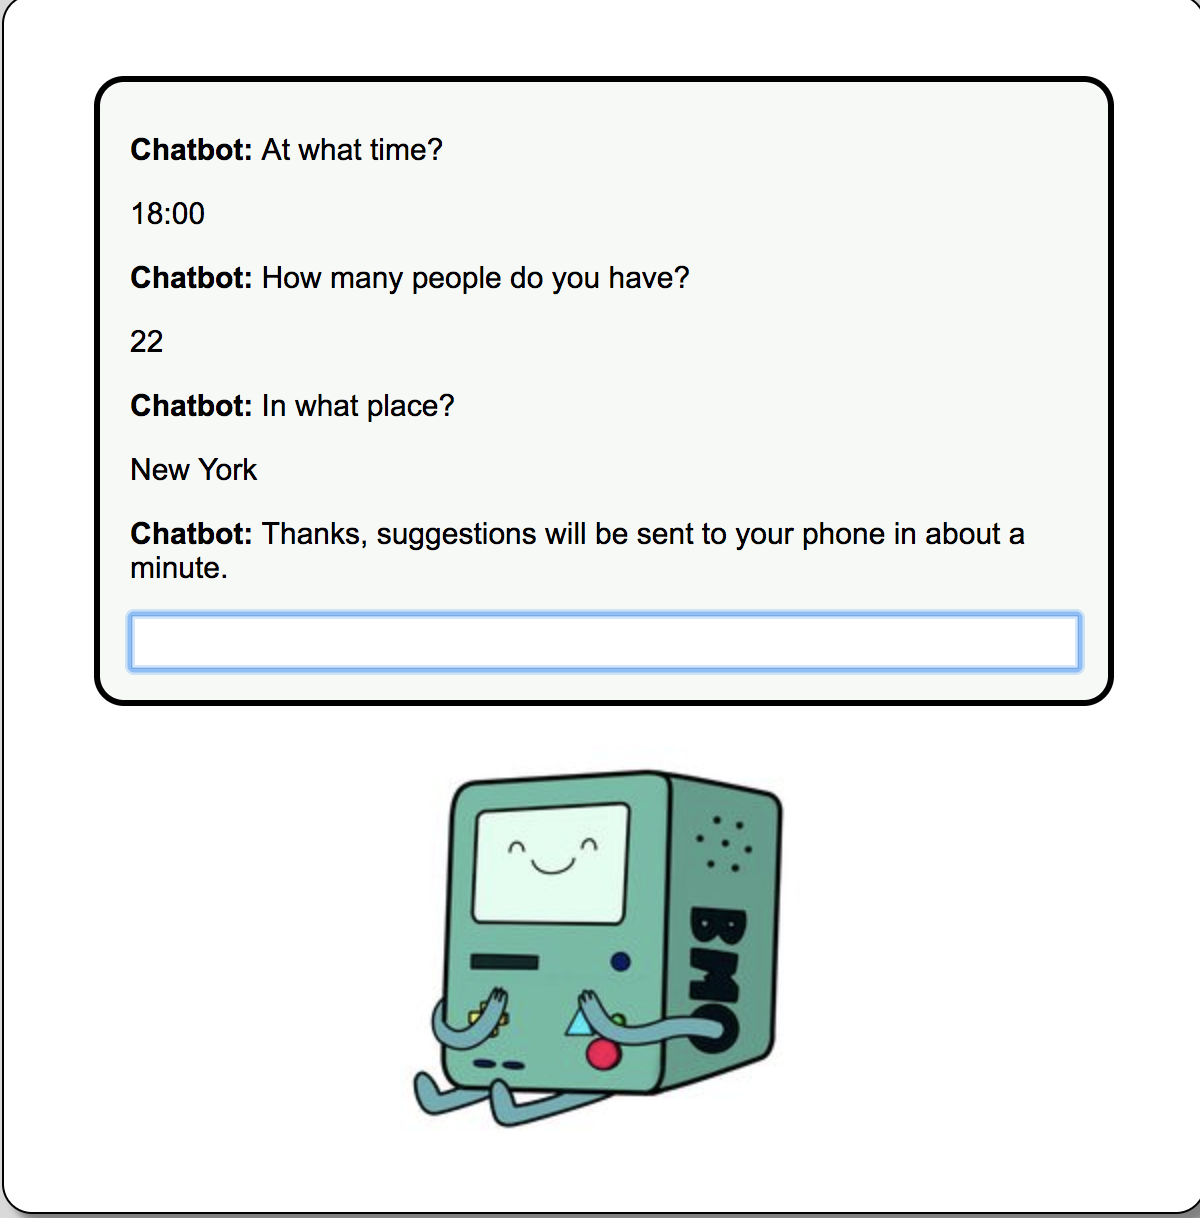 Chatbot: At what time?
18:00
Chatbot: How many people do you have?
22
Chatbot: In what place?
New York
Chatbot: Thanks, suggestions will be sent to your phone in about a
minute.
BMO